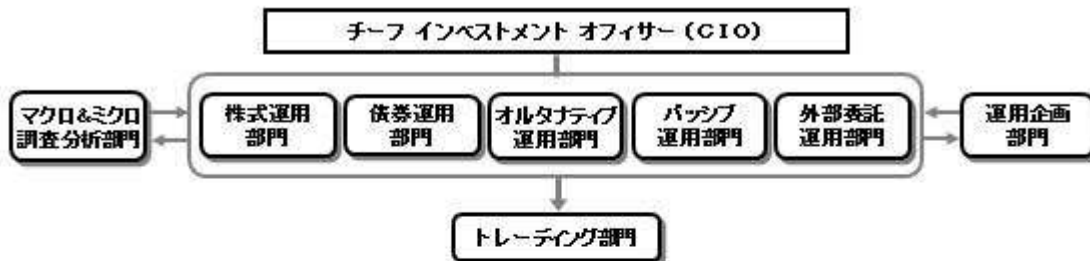 チーフ インベストメント オフィサー（CIO）
マクロ&ミクロ
調査分析部門
株式運用
部門
債券運用
部門
オルタナティブ
運用部門
パッシブ
運用部門
外部委託
運用部門
運用企画
部門
トレーディング部門